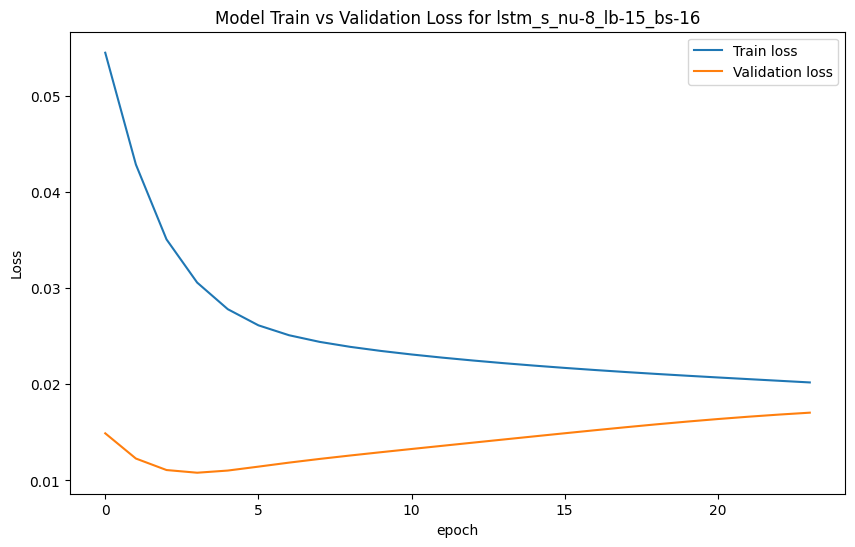 Model Train vs Validation Loss for lstm_s_nu-8_lb-15_bs-16
Train loss
Validation loss
0.05
0.04
0.03
0.02
0.01
Loss
0 5 10 15 20
epoch